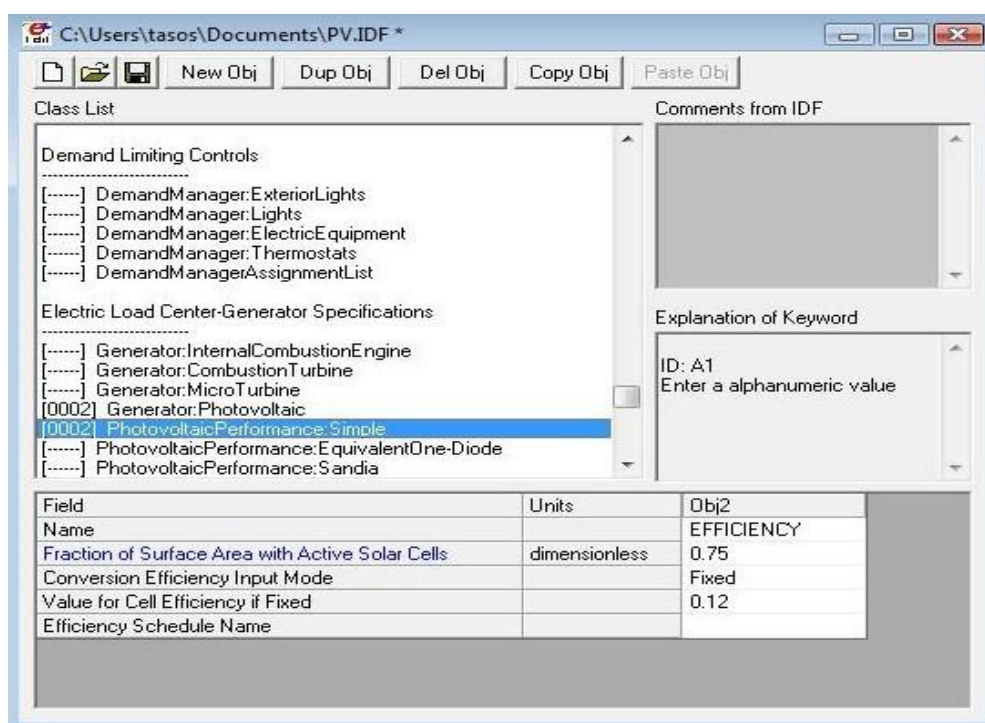 C:\Users\tasos\Documents\PV.IDF *
New Obj Dup Obj Del Obj Copy Obj Paste Obj
Class List
Demand Limiting Controls
---------------------------
[------] DemandManager:ExteriorLights
[------] DemandManager:Lights
[------] DemandManager:ElectricEquipment
[------] DemandManager:Thermostats
[------] DemandManagerAssignmentList
Electric Load Center-Generator Specifications
---------------------------
[------] Generator:InternalCombustionEngine
[------] Generator:CombustionTurbine
[------] Generator:MicroTurbine
[0002] Generator:Photovoltaic
[0002] PhotovoltaicPerformance:Simple
[------] PhotovoltaicPerformance:EquivalentOne-Diode
[------] PhotovoltaicPerformance:Sandia
Comments from IDF
Explanation of Keyword
ID: A1
Enter a alphanumeric value
Field Units Obj2
Name EFFICIENCY
Fraction of Surface Area with Active Solar Cells dimensionless 0.75
Conversion Efficiency Input Mode Fixed
Value for Cell Efficiency if Fixed 0.12
Efficiency Schedule Name